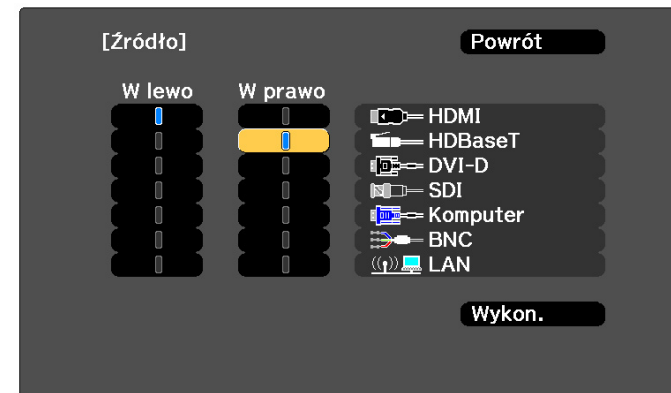 [Źródło]
Powrót
W lewo W prawo
HDMI
HDBaseT
DVI-D
SDI
Komputer
BNC
LAN
Wykon.